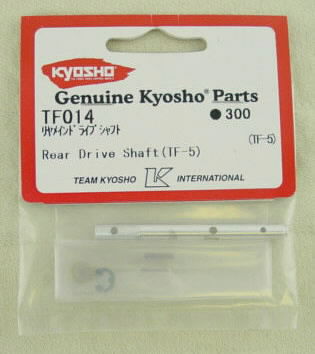 KYOSHO
Genuine Kyosho® Parts
TF014
●300
リヤメインドライブシャフト
(TF-5)
Rear Drive Shaft(TF-5)
TEAM KYOSHO K INTERNATIONAL